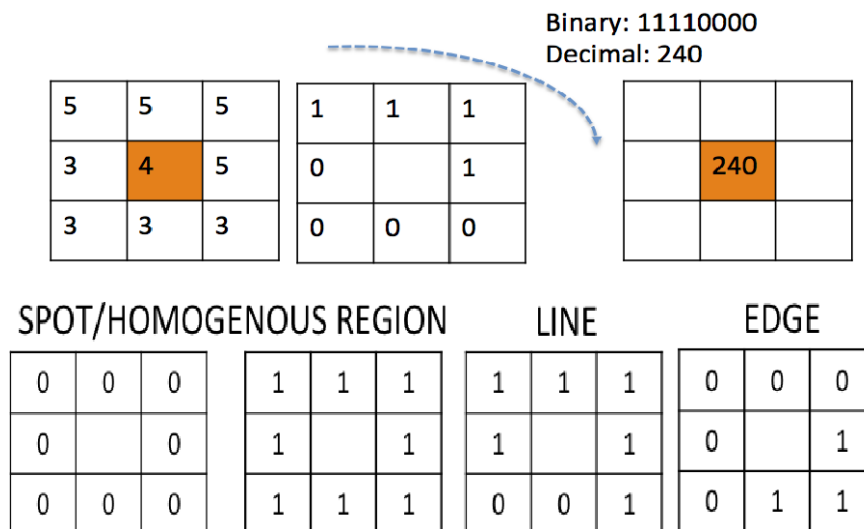 Binary: 11110000
Decimal: 240
5 5 5
3 4 5
3 3 3
1 1 1
0 1
0 0 0
240
SPOT/HOMOGENOUS REGION
LINE
EDGE
0 0 0
0 0
0 0 0
1 1 1
1 1
1 1 1
1 1 1
1 1
0 0 1
0 0 0
0 1
0 1 1